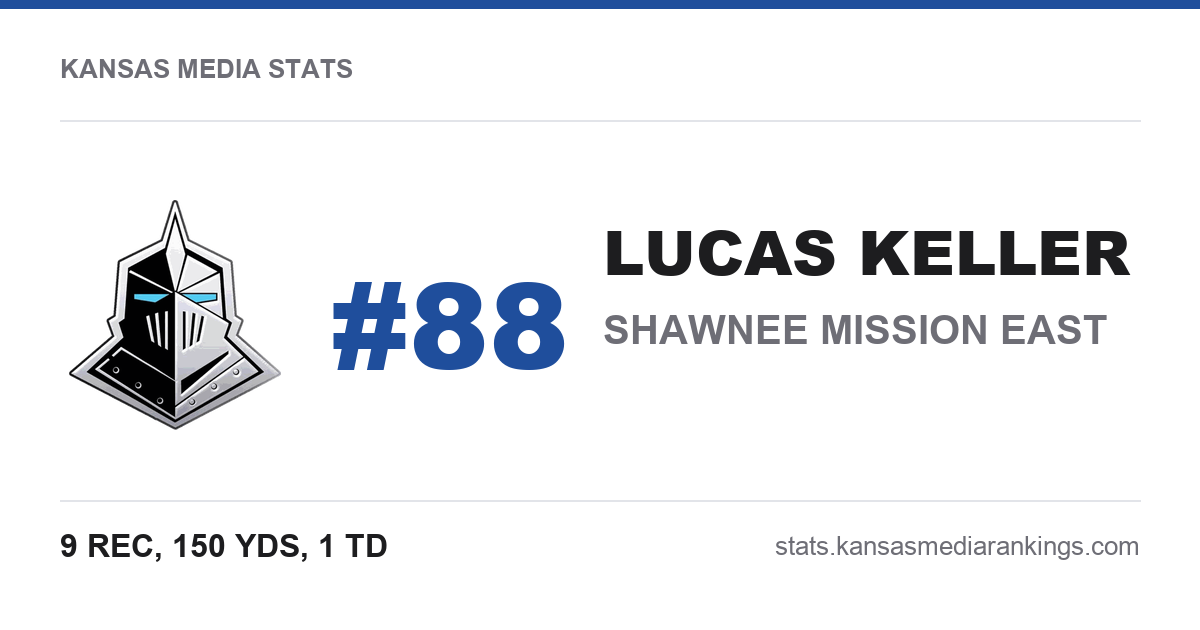 KANSAS MEDIA STATS
#88
LUCAS KELLER
SHAWNEE MISSION EAST
9 REC, 150 YDS, 1 TD
stats.kansasmediarankings.com